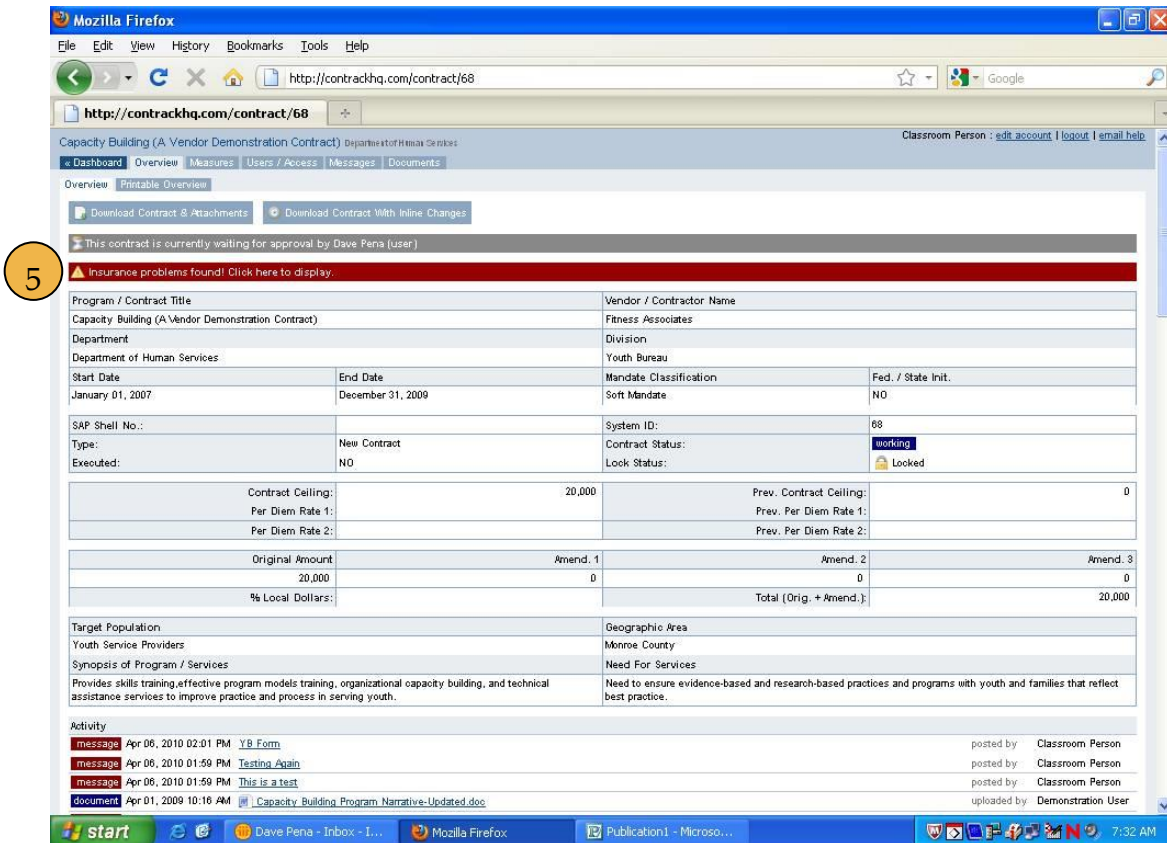 Mozilla Firefox
File Edit View History Bookmarks Tools Help
http://contrackhq.com/contract/68 Google
http://contrackhq.com/contract/68
Capacity Building (A Vendor Demonstration Contract) Department of Human Services Classroom Person : edit account | logout | email help
« Dashboard Overview Measures Users / Access Messages Documents
Overview Printable Overview
Download Contract & Attachments Download Contract With Inline Changes
This contract is currently waiting for approval by Dave Pena (user)
5
Insurance problems found! Click here to display.
Program / Contract Title Vendor / Contractor Name
Capacity Building (A Vendor Demonstration Contract) Fitness Associates
Department Division
Department of Human Services Youth Bureau
Start Date End Date Mandate Classification Fed. / State Init.
January 01, 2007 December 31, 2009 Soft Mandate NO
SAP Shell No.: System ID: 68
Type: New Contract Contract Status: working
Executed: NO Lock Status: Locked
Contract Ceiling: 20,000 Prev. Contract Ceiling: 0
Per Diem Rate 1: Prev. Per Diem Rate 1:
Per Diem Rate 2: Prev. Per Diem Rate 2:
Original Amount Amend. 1 Amend. 2 Amend. 3
20,000 0 0 0
% Local Dollars: Total (Orig. + Amend.): 20,000
Target Population Geographic Area
Youth Service Providers Monroe County
Synopsis of Program / Services Need For Services
Provides skills training,effective program models training, organizational capacity building, and technical Need to ensure evidence-based and research-based practices and programs with youth and families that reflect
assistance services to improve practice and process in serving youth. best practice.
Activity
message Apr 06, 2010 02:01 PM YB Form posted by Classroom Person
message Apr 06, 2010 01:59 PM Testing Again posted by Classroom Person
message Apr 06, 2010 01:59 PM This is a test posted by Classroom Person
document Apr 01, 2009 10:16 AM Capacity Building Program Narrative-Updated.doc uploaded by Demonstration User
start Dave Pena - Inbox - I... Mozilla Firefox Publication1 - Microso... 7:32 AM